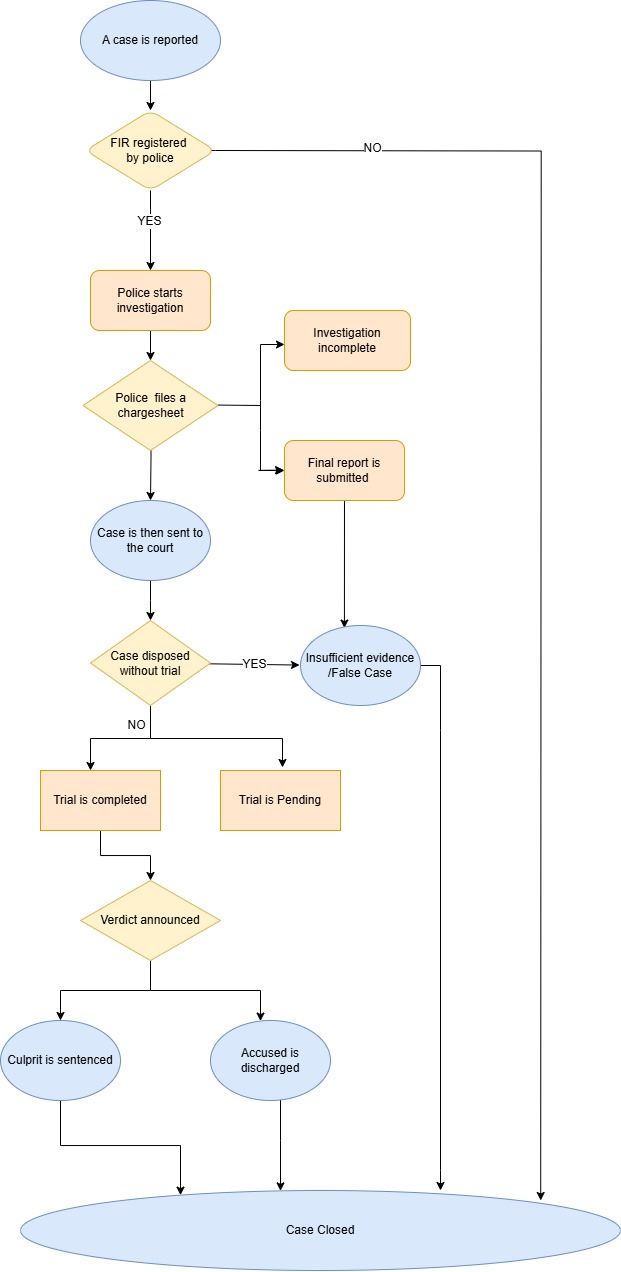 A case is reported
FIR registered
by police
NO
YES
Police starts
investigation
Investigation
incomplete
Police files a
chargesheet
Final report is
submitted
Case is then sent to
the court
Case disposed
without trial
YES
Insufficient evidence
/False Case
NO
Trial is completed
Trial is Pending
Verdict announced
Culprit is sentenced
Accused is
discharged
Case Closed